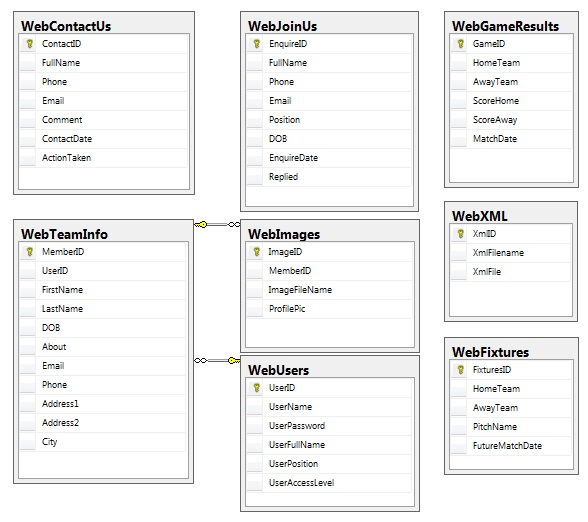 WebContactUs
ContactID
FullName
Phone
Email
Comment
ContactDate
ActionTaken
WebJoinUs
EnquireID
FullName
Phone
Email
Position
DOB
EnquireDate
Replied
WebGameResults
GameID
HomeTeam
AwayTeam
ScoreHome
ScoreAway
MatchDate
WebTeamInfo
MemberID
UserID
FirstName
LastName
DOB
About
Email
Phone
Address1
Address2
City
WebImages
ImageID
MemberID
ImageFileName
ProfilePic
WebUsers
UserID
UserName
UserPassword
UserFullName
UserPosition
UserAccessLevel
WebXML
XmlID
XmlFilename
XmlFile
WebFixtures
FixturesID
HomeTeam
AwayTeam
PitchName
FutureMatchDate